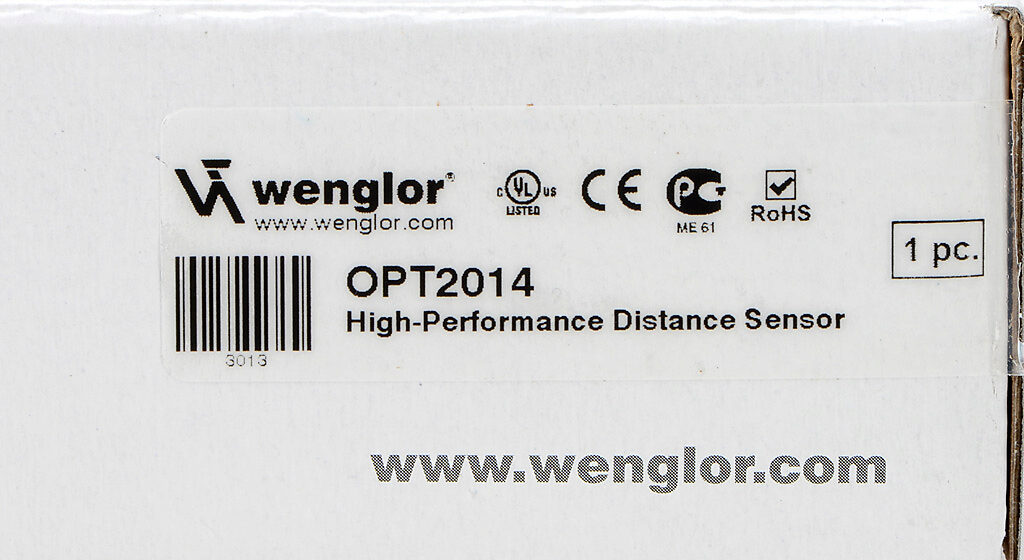 wenglor®
www.wenglor.com
c UL us
LISTED
CE
РСТ
ME 61
RoHS
1 pc.
OPT2014
High-Performance Distance Sensor
3013
www.wenglor.com